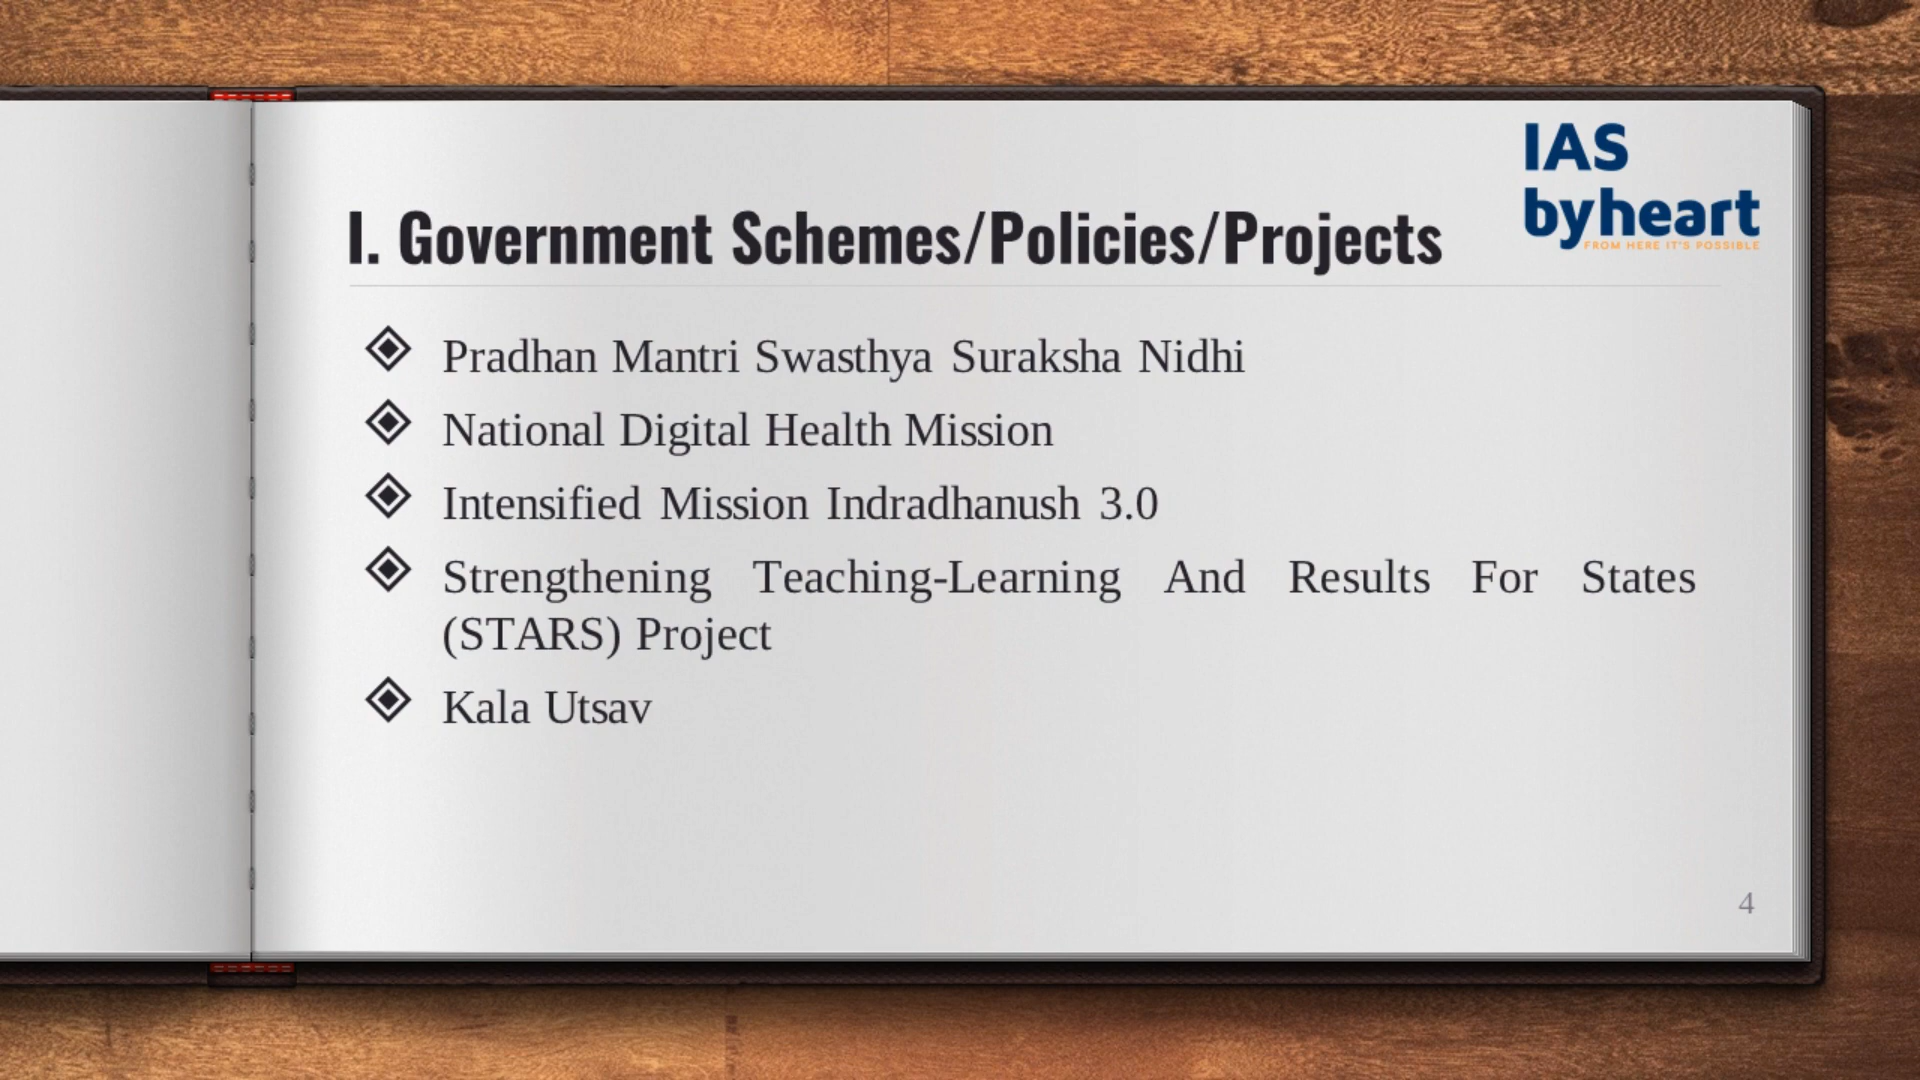 IAS
byheart
FROM HERE IT'S POSSIBLE
I. Government Schemes/Policies/Projects
Pradhan Mantri Swasthya Suraksha Nidhi
National Digital Health Mission
Intensified Mission Indradhanush 3.0
Strengthening Teaching-Learning And Results For States
(STARS) Project
Kala Utsav
4